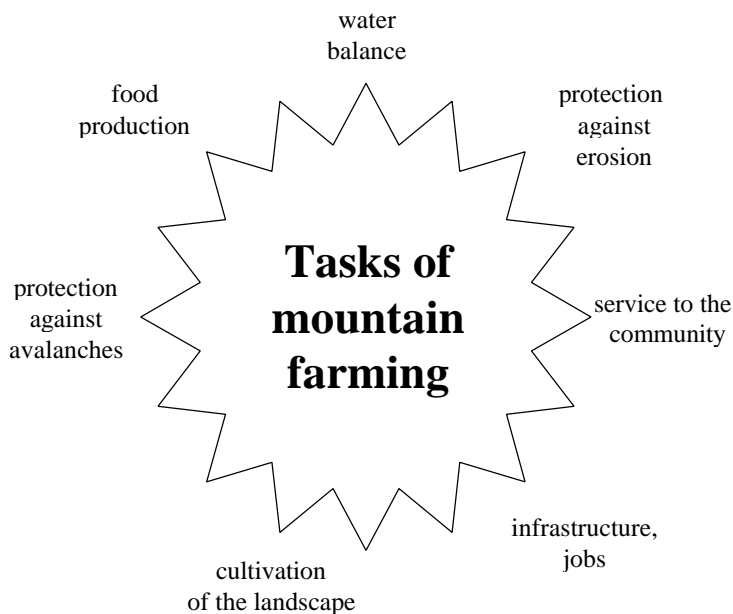 water
balance
food
production
protection
against
erosion
Tasks of
mountain
farming
protection
against
avalanches
service to the
community
infrastructure,
jobs
cultivation
of the landscape